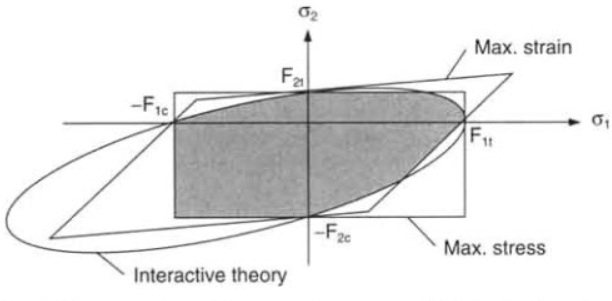 σ₂
Max. strain
F₂t
−F₁c
σ₁
F₁t
−F₂c
Max. stress
Interactive theory